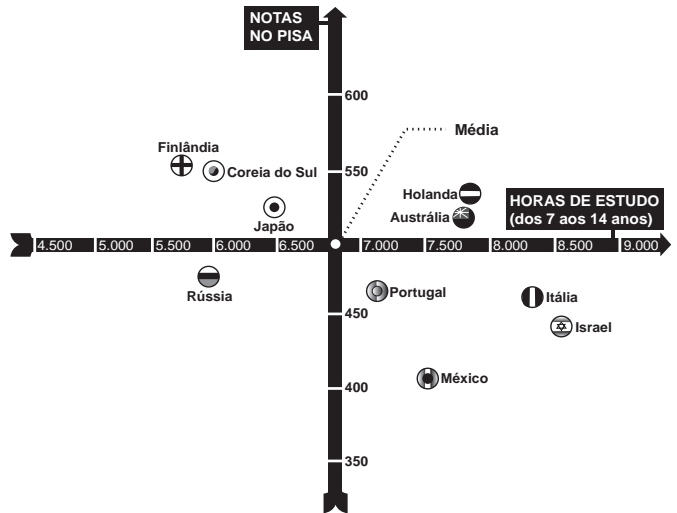 NOTAS
NO PISA
600
Média
Finlândia
550
Coreia do Sul
Holanda
HORAS DE ESTUDO
(dos 7 aos 14 anos)
Austrália
Japão
4.500 5.000 5.500 6.000 6.500 7.000 7.500 8.000 8.500 9.000
Rússia
Portugal
Itália
450
Israel
México
400
350